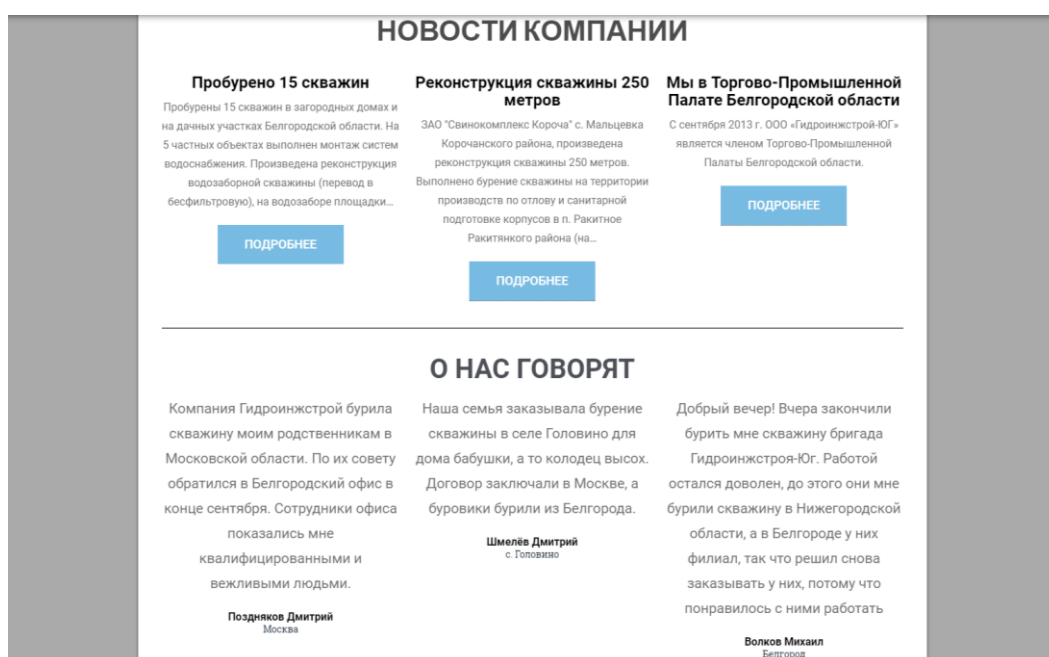 НОВОСТИ КОМПАНИИ
Пробурено 15 скважин
Пробурены 15 скважин в загородных домах и
на дачных участках Белгородской области. На
5 частных объектах выполнен монтаж систем
водоснабжения. Произведена реконструкция
водозаборной скважины (перевод в
бесфильтровую), на водозаборе площадки...
ПОДРОБНЕЕ
Реконструкция скважины 250
метров
ЗАО "Свинокомплекс Короча" с. Мальцевка
Корочанского района, произведена
реконструкция скважины 250 метров.
Выполнено бурение скважины на территории
производств по отлову и санитарной
подготовке корпусов в п. Ракитное
Ракитянкого района (на...
ПОДРОБНЕЕ
Мы в Торгово-Промышленной
Палате Белгородской области
С сентября 2013 г. ООО «Гидроинжстрой-ЮГ»
является членом Торгово-Промышленной
Палаты Белгородской области.
ПОДРОБНЕЕ
О НАС ГОВОРЯТ
Компания Гидроинжстрой бурила
скважину моим родственникам в
Московской области. По их совету
обратился в Белгородский офис в
конце сентября. Сотрудники офиса
показались мне
квалифицированными и
вежливыми людьми.
Поздняков Дмитрий
Москва
Наша семья заказывала бурение
скважины в селе Головино для
дома бабушки, а то колодец высох.
Договор заключали в Москве, а
буровики бурили из Белгорода.
Шмелёв Дмитрий
с. Головино
Добрый вечер! Вчера закончили
бурить мне скважину бригада
Гидроинжстроя-Юг. Работой
остался доволен, до этого они мне
бурили скважину в Нижегородской
области, а в Белгороде у них
филиал, так что решил снова
заказывать у них, потому что
понравилось с ними работать
Волков Михаил
Белгород